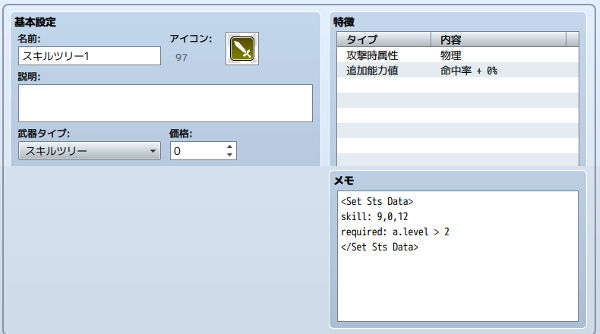 基本設定
名前:
アイコン:
スキルツリー1
97
説明:
武器タイプ:
価格:
スキルツリー
0
特徴
タイプ 内容
攻撃時属性 物理
追加能力値 命中率 + 0%
メモ
<Set Sts Data>
skill: 9,0,12
required: a.level > 2
</Set Sts Data>